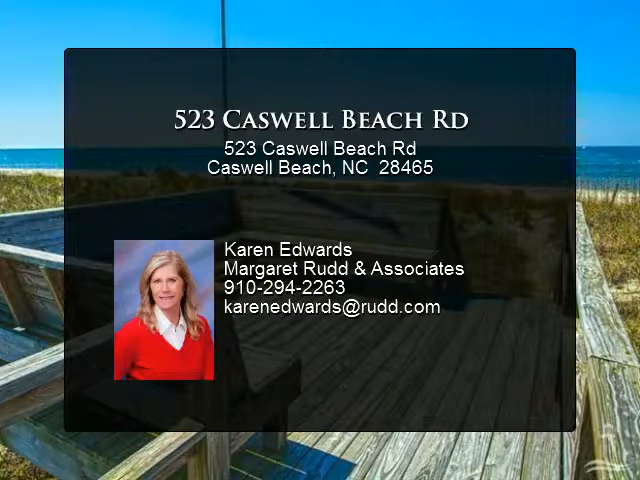 523 Caswell Beach Rd
523 Caswell Beach Rd
Caswell Beach, NC  28465
Karen Edwards
Margaret Rudd & Associates
910-294-2263
karenedwards@rudd.com